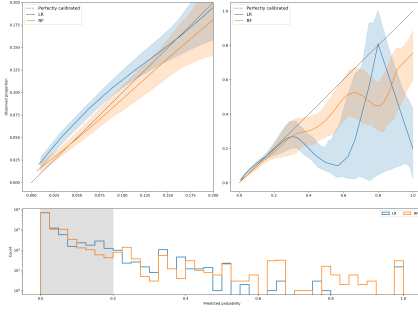 Perfectly calibrated
LR
RF
0.200
0.175
0.150
0.125
0.100
0.075
0.050
0.025
0.000
Observed proportion
0.000 0.025 0.050 0.075 0.100 0.125 0.150 0.175 0.200
Perfectly calibrated
LR
RF
1.0
0.8
0.6
0.4
0.2
0.0
0.0 0.2 0.4 0.6 0.8 1.0
LR RF
Count
0.0 0.2 0.4 0.6 0.8 1.0
Predicted probability